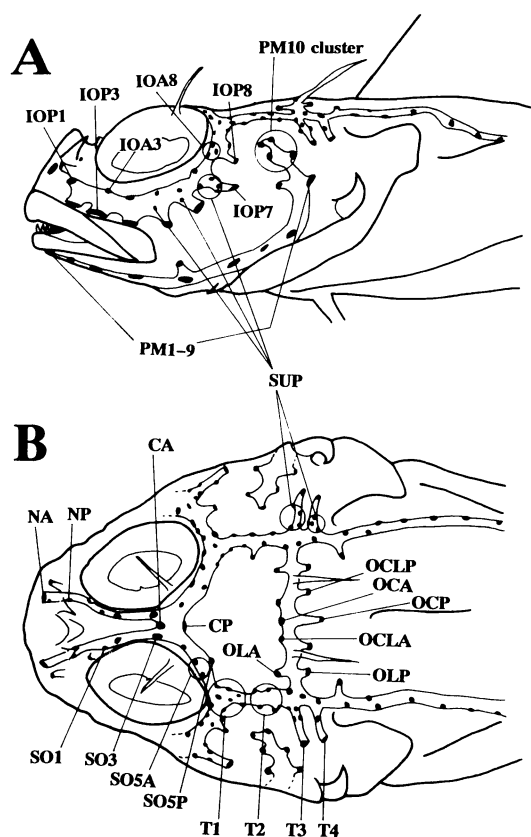 A
PM10 cluster
IOA8
IOP8
IOP3
IOP1
IOA3
IOP7
PM1-9
SUP
B
CA
NA
NP
OCLP
OCA
OCP
CP
OCLA
OLA
OLP
SO1
SO3
SO5A
SO5P
T1
T2
T3
T4